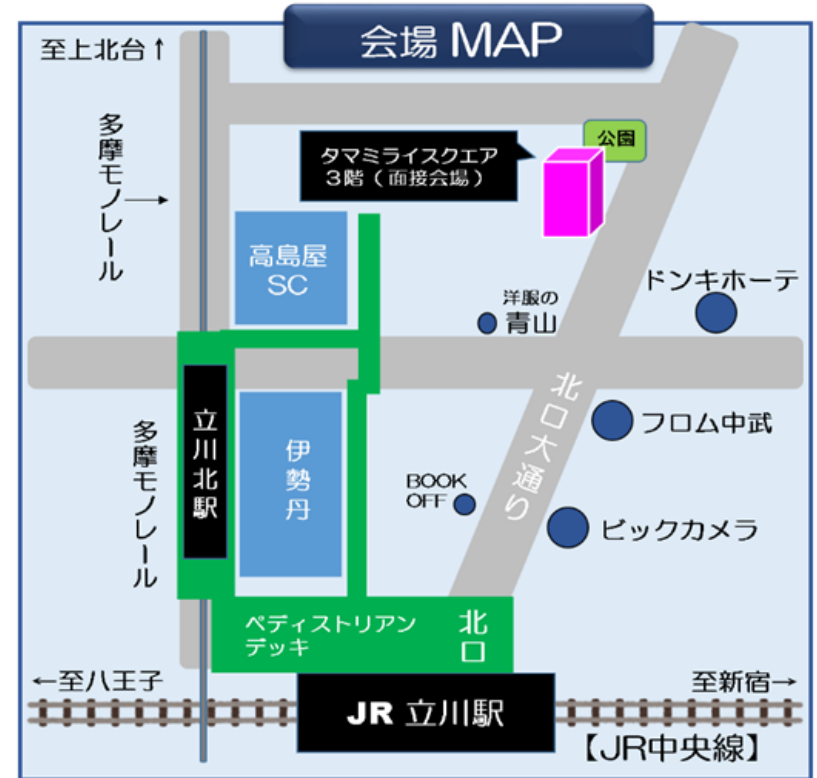 会場 MAP
至上北台↑
多摩モノレール→
公園
タマミライスクエア
3階(面接会場)
高島屋
SC
洋服の
青山
ドンキホーテ
北口大通り
フロム中武
立川北駅
伊勢丹
多摩モノレール
BOOK
OFF
ビックカメラ
ペディストリアン
デッキ
北口
←至八王子
至新宿→
JR 立川駅
【JR中央線】